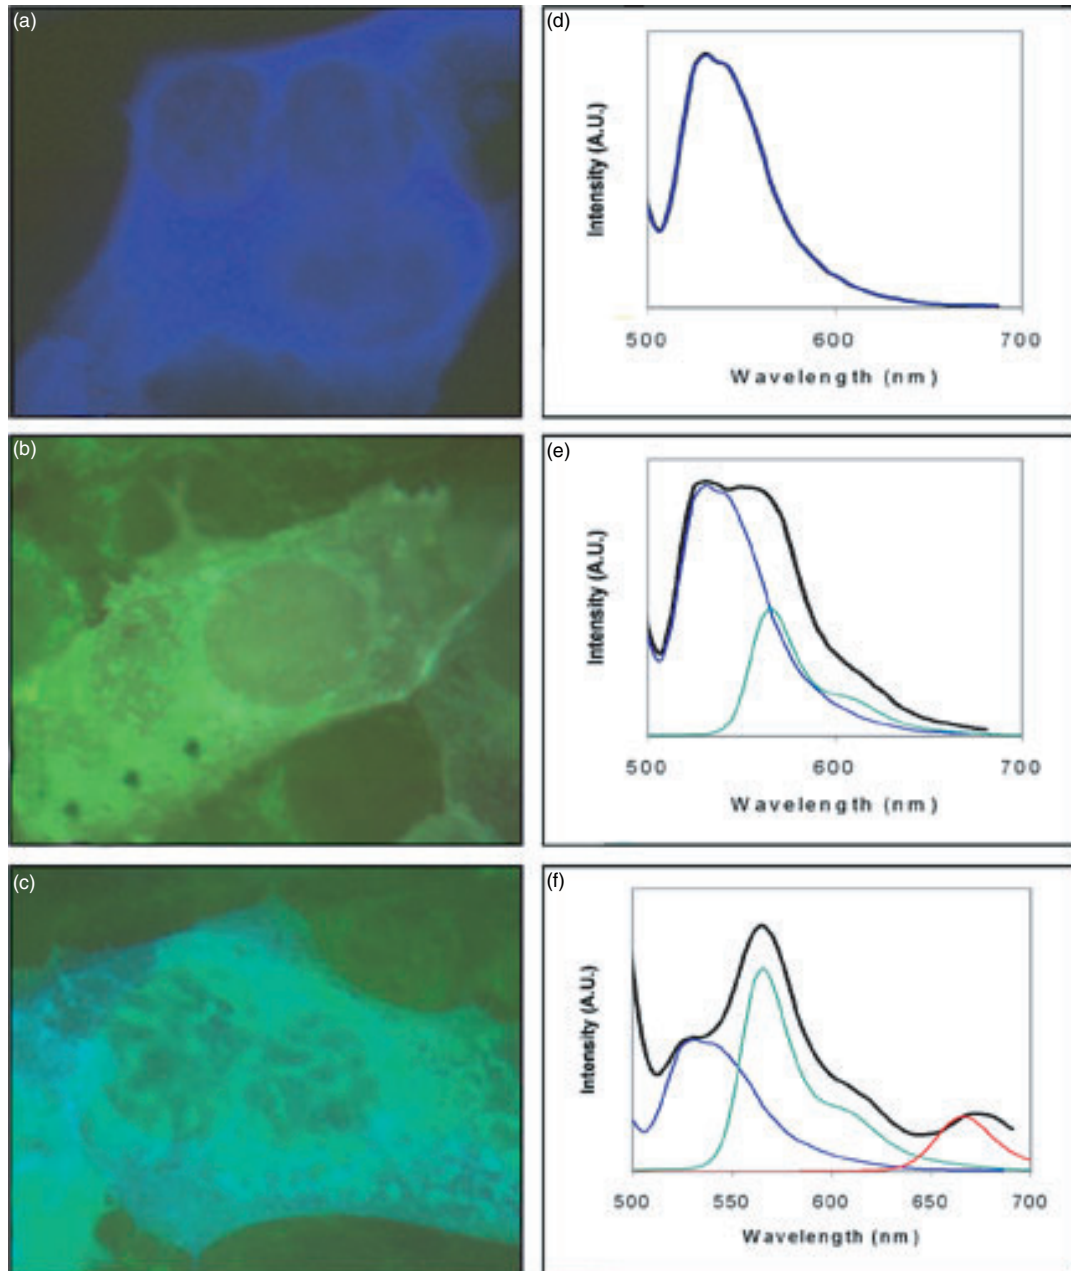 (a)
(d)
Intensity (A.U.)
500 600 700
Wavelength (nm)
(b)
(e)
Intensity (A.U.)
500 600 700
Wavelength (nm)
(c)
(f)
Intensity (A.U.)
500 550 600 650 700
Wavelength (nm)